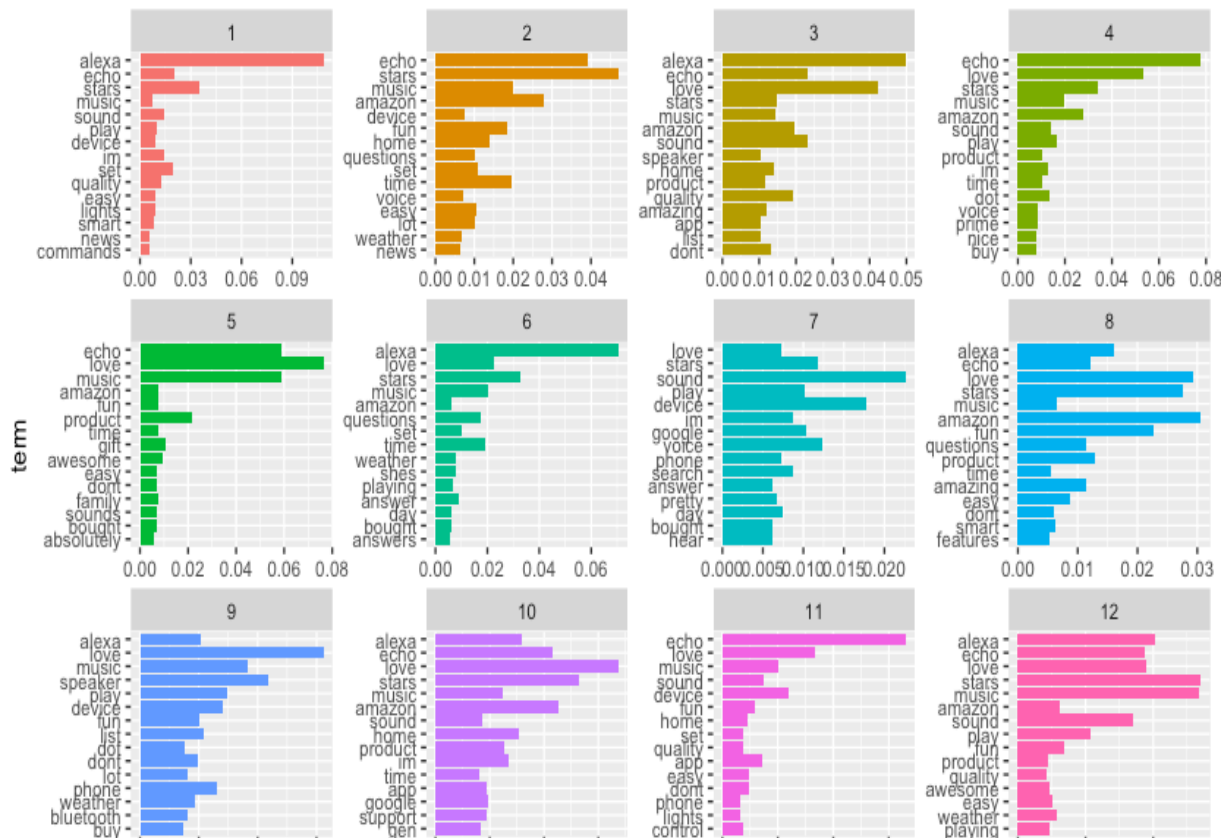 1
alexa
echo
stars
music
sound
play
device
im
set
quality
easy
lights
smart
news
commands
0.00 0.03 0.06 0.09
2
echo
stars
music
amazon
device
fun
home
questions
set
time
voice
easy
lot
weather
news
0.00 0.01 0.02 0.03 0.04
3
alexa
echo
love
stars
music
amazon
sound
speaker
home
product
quality
amazing
app
list
dont
0.00 0.01 0.02 0.03 0.04 0.05
4
echo
love
stars
music
amazon
sound
play
product
im
time
dot
voice
prime
nice
buy
0.00 0.02 0.04 0.06 0.08
term
5
echo
love
music
amazon
fun
product
time
gift
awesome
easy
dont
family
sounds
bought
absolutely
0.00 0.02 0.04 0.06 0.08
6
alexa
love
stars
music
amazon
questions
set
time
weather
shes
playing
answer
day
bought
answers
0.00 0.02 0.04 0.06
7
love
stars
sound
play
device
im
google
voice
phone
search
answer
pretty
day
bought
hear
0.000 0.005 0.010 0.015 0.020
8
alexa
echo
love
stars
music
amazon
fun
questions
product
time
amazing
easy
dont
smart
features
0.00 0.01 0.02 0.03
9
alexa
love
music
speaker
play
device
fun
list
dot
dont
lot
phone
weather
bluetooth
buy
10
alexa
echo
love
stars
music
amazon
sound
home
product
im
time
app
google
support
gen
11
echo
love
music
sound
device
fun
home
set
quality
app
easy
dont
phone
lights
control
12
alexa
echo
love
stars
music
amazon
sound
play
fun
product
quality
awesome
easy
weather
playing